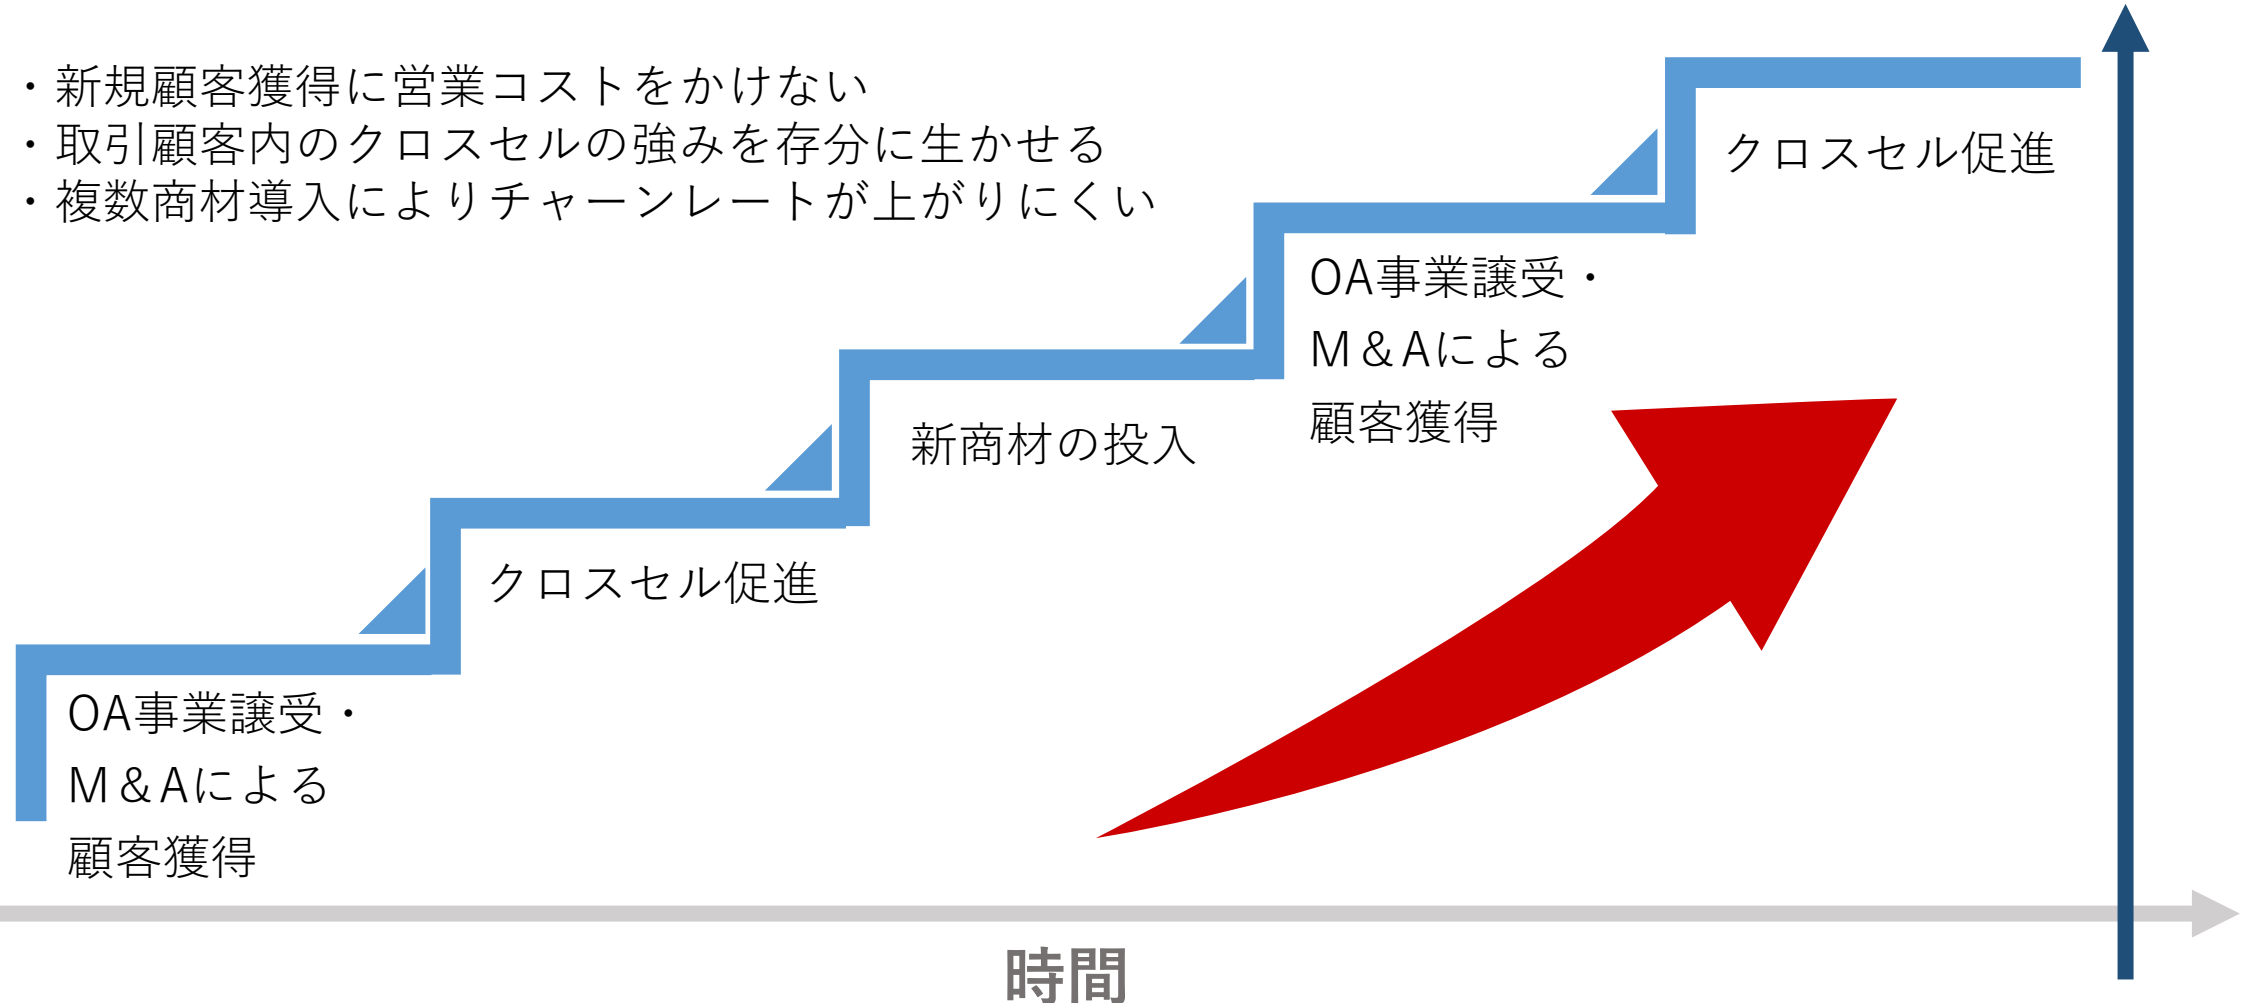 ・新規顧客獲得に営業コストをかけない
・取引顧客内のクロスセルの強みを存分に生かせる
・複数商材導入によりチャーンレートが上がりにくい
クロスセル促進
OA事業譲受・
M＆Aによる
顧客獲得
新商材の投入
クロスセル促進
OA事業譲受・
M＆Aによる
顧客獲得
時間